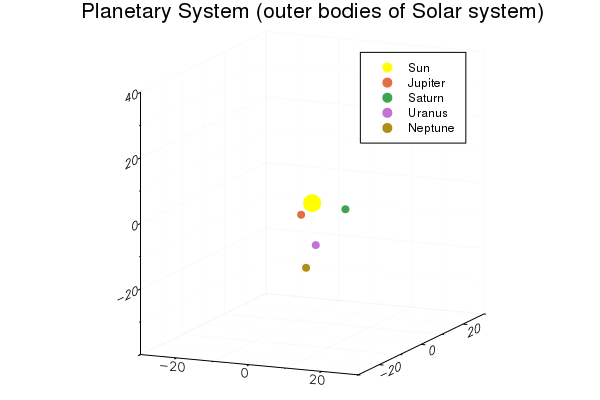 Planetary System (outer bodies of Solar system)
Sun
Jupiter
Saturn
Uranus
Neptune
40
20
0
−20
−20
0
20
−20
0
20